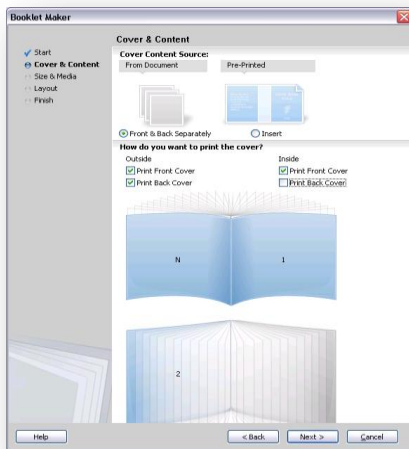 Booklet Maker
Cover & Content
Start
Cover & Content
Size & Media
Layout
Finish
Cover Content Source:
From Document
Pre-Printed
Front & Back Separately
Insert
How do you want to print the cover?
Outside
Inside
Print Front Cover
Print Front Cover
Print Back Cover
Print Back Cover
N
1
2
Help
< Back
Next >
Cancel